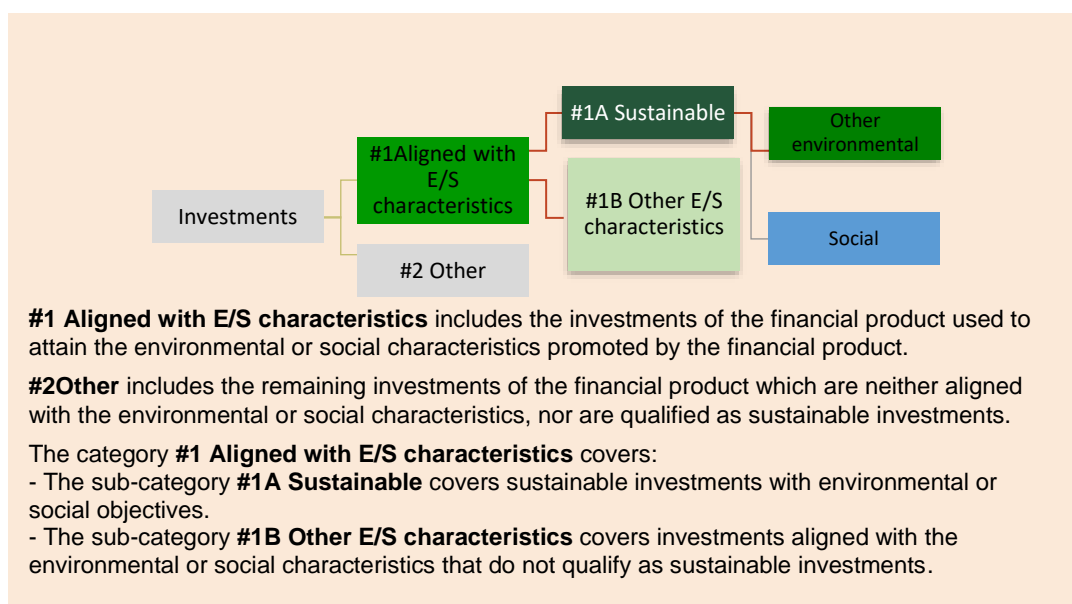 #1A Sustainable
Other
environmental
#1Aligned with
E/S
characteristics
#1B Other E/S
characteristics
Investments
Social
#2 Other
#1 Aligned with E/S characteristics includes the investments of the financial product used to
attain the environmental or social characteristics promoted by the financial product.
#2Other includes the remaining investments of the financial product which are neither aligned
with the environmental or social characteristics, nor are qualified as sustainable investments.
The category #1 Aligned with E/S characteristics covers:
- The sub-category #1A Sustainable covers sustainable investments with environmental or
social objectives.
- The sub-category #1B Other E/S characteristics covers investments aligned with the
environmental or social characteristics that do not qualify as sustainable investments.